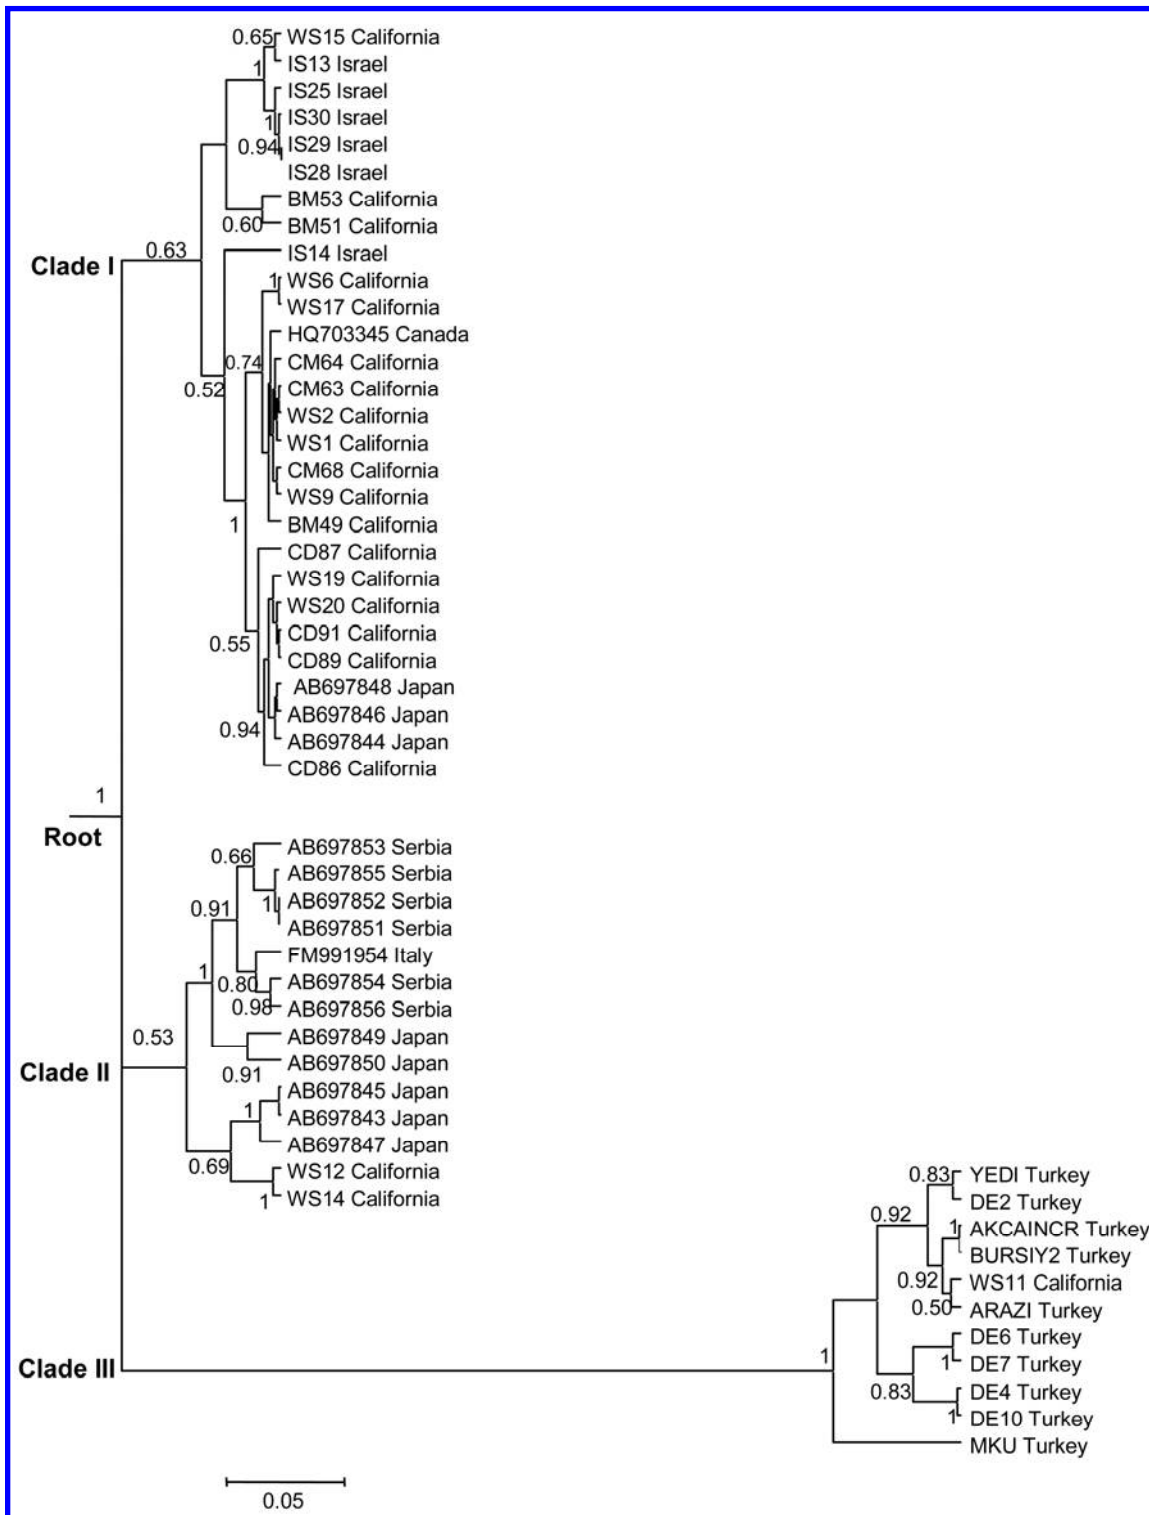 0.65
WS15 California
IS13 Israel
1
IS25 Israel
IS30 Israel
1
IS29 Israel
0.94
IS28 Israel
BM53 California
BM51 California
0.60
0.63
IS14 Israel
Clade I
WS6 California
1
WS17 California
HQ703345 Canada
0.74
CM64 California
0.52
CM63 California
WS2 California
WS1 California
CM68 California
WS9 California
1
BM49 California
CD87 California
WS19 California
WS20 California
CD91 California
0.55
CD89 California
AB697848 Japan
AB697846 Japan
0.94
AB697844 Japan
CD86 California
1
Root
AB697853 Serbia
0.66
AB697855 Serbia
AB697852 Serbia
1
0.91
AB697851 Serbia
FM991954 Italy
1
0.80
AB697854 Serbia
0.98
AB697856 Serbia
0.53
AB697849 Japan
AB697850 Japan
Clade II
0.91
AB697845 Japan
1
AB697843 Japan
AB697847 Japan
0.69
WS12 California
1
WS14 California
0.83
YEDI Turkey
DE2 Turkey
0.92
1
AKCAINCR Turkey
BURSIY2 Turkey
0.92
WS11 California
0.50
ARAZI Turkey
DE6 Turkey
1
Clade III
1
DE7 Turkey
0.83
DE4 Turkey
1
DE10 Turkey
MKU Turkey
0.05